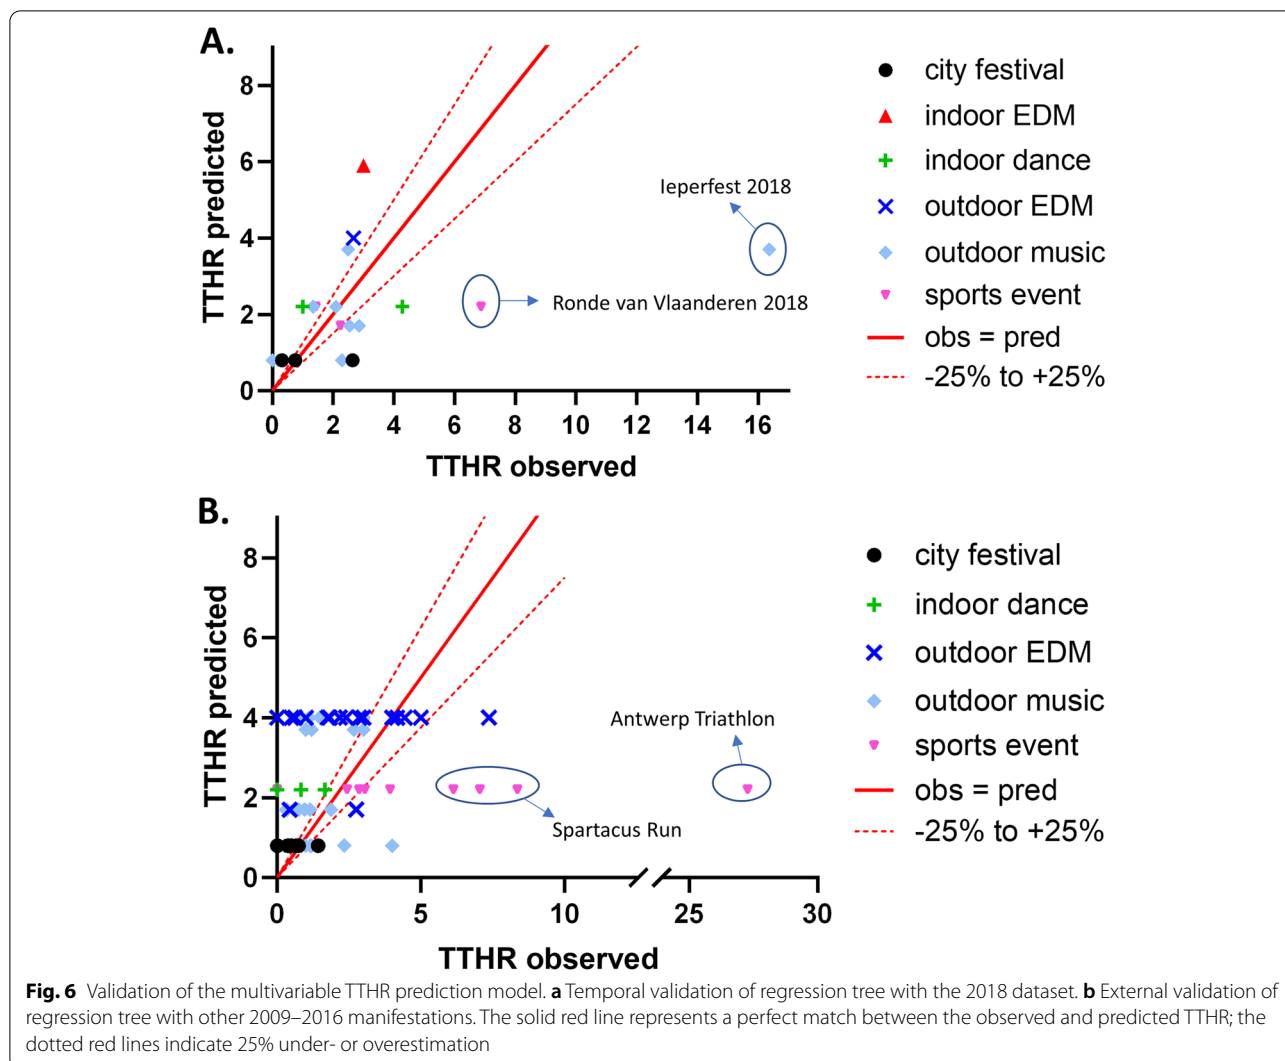 A.
8
6
4
2
0
TTHR predicted
0 2 4 6 8 10 12 14 16
TTHR observed
Ieperfest 2018
Ronde van Vlaanderen 2018
city festival
indoor EDM
indoor dance
outdoor EDM
outdoor music
sports event
obs = pred
-25% to +25%
B.
8
6
4
2
0
TTHR predicted
0 5 10 25 30
TTHR observed
Antwerp Triathlon
Spartacus Run
city festival
indoor dance
outdoor EDM
outdoor music
sports event
obs = pred
-25% to +25%
Fig. 6 Validation of the multivariable TTHR prediction model. a Temporal validation of regression tree with the 2018 dataset. b External validation of
regression tree with other 2009–2016 manifestations. The solid red line represents a perfect match between the observed and predicted TTHR; the
dotted red lines indicate 25% under- or overestimation